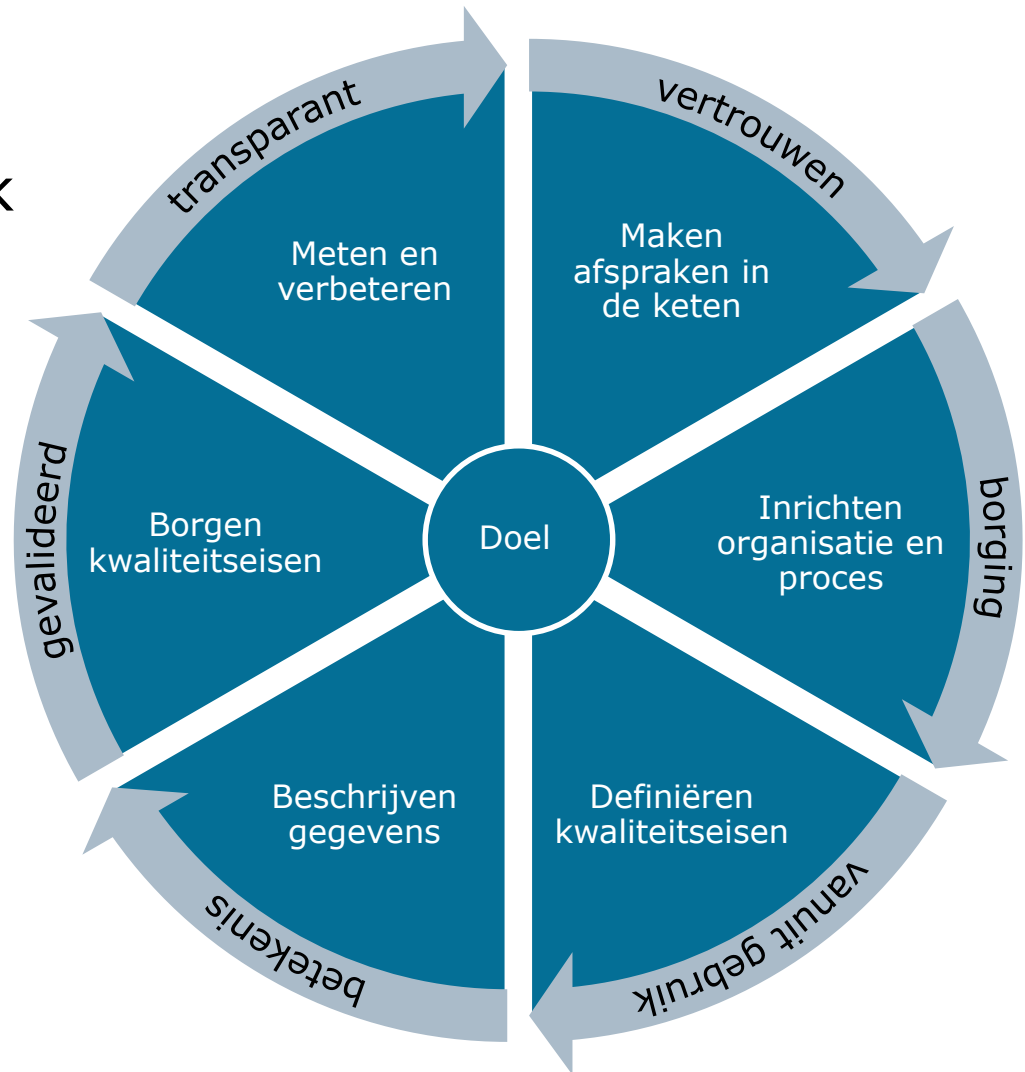 k
transparant
vertrouwen
Meten en
verbeteren
Maken
afspraken in
de keten
gevalideerd
Borgen
kwaliteitseisen
Doel
Inrichten
organisatie en
proces
borging
Beschrijven
gegevens
Definiëren
kwaliteitseisen
betekenis
vanuit gebruik